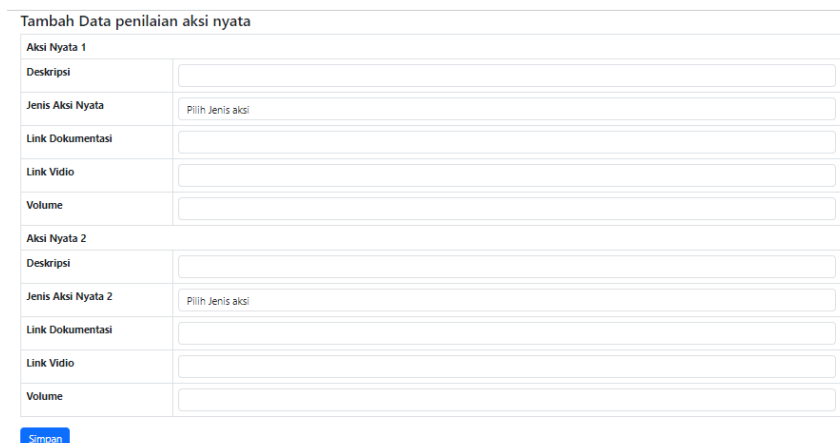 Tambah Data penilaian aksi nyata
Aksi Nyata 1
Deskripsi
Jenis Aksi Nyata
Pilih Jenis aksi
Link Dokumentasi
Link Vidio
Volume
Aksi Nyata 2
Deskripsi
Jenis Aksi Nyata 2
Pilih Jenis aksi
Link Dokumentasi
Link Vidio
Volume
Simpan